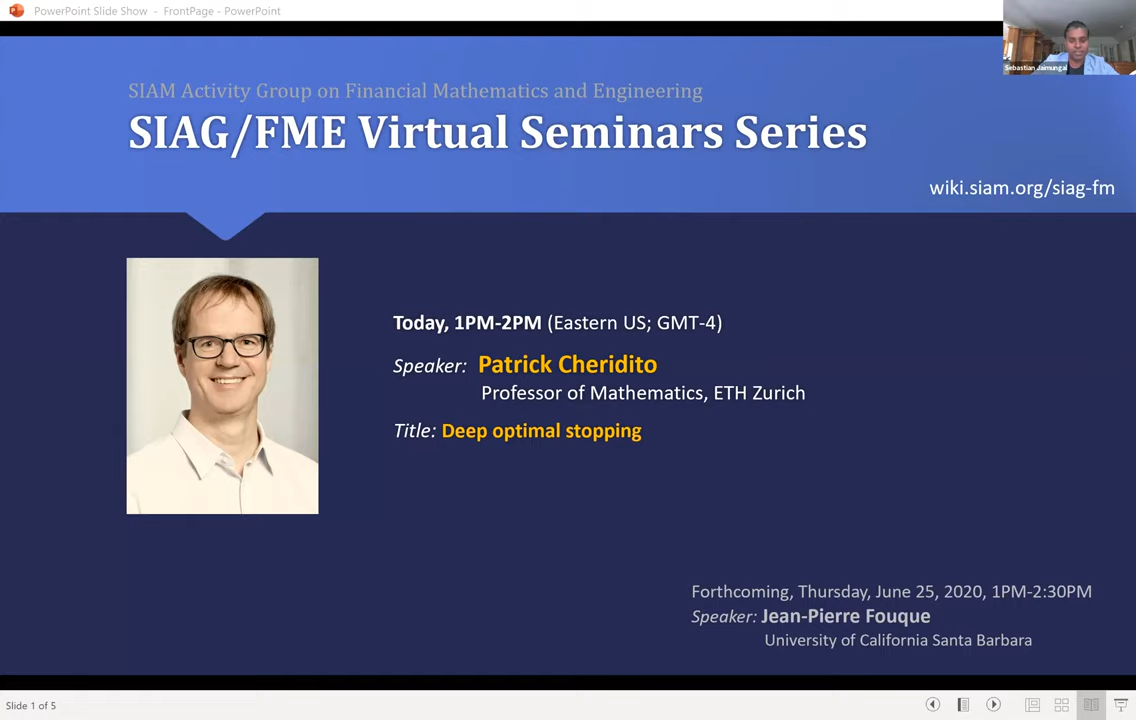 PowerPoint Slide Show - FrontPage - PowerPoint
Sebastian Jaimungal
SIAM Activity Group on Financial Mathematics and Engineering
SIAG/FME Virtual Seminars Series
wiki.siam.org/siag-fm
Today, 1PM-2PM (Eastern US; GMT-4)
Speaker: Patrick Cheridito
Professor of Mathematics, ETH Zurich
Title: Deep optimal stopping
Forthcoming, Thursday, June 25, 2020, 1PM-2:30PM
Speaker: Jean-Pierre Fouque
University of California Santa Barbara
Slide 1 of 5